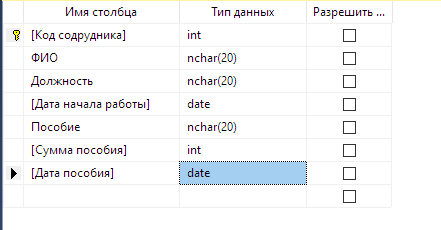 Имя столбца Тип данных Разрешить ...
[Код содрудника] int
ФИО nchar(20)
Должность nchar(20)
[Дата начала работы] date
Пособие nchar(20)
[Сумма пособия] int
[Дата пособия] date